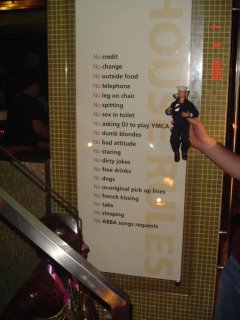 HOUSE RULES
No credit
No change
No outside food
No telephone
No leg on chair
No spitting
No sex in toilet
No asking DJ to play YMCA
No dumb blondes
No bad attitude
No staring
No dirty jokes
No free drinks
No dogs
No unoriginal pick up lines
No french kissing
No tabs
No sleeping
No ABBA songs requests